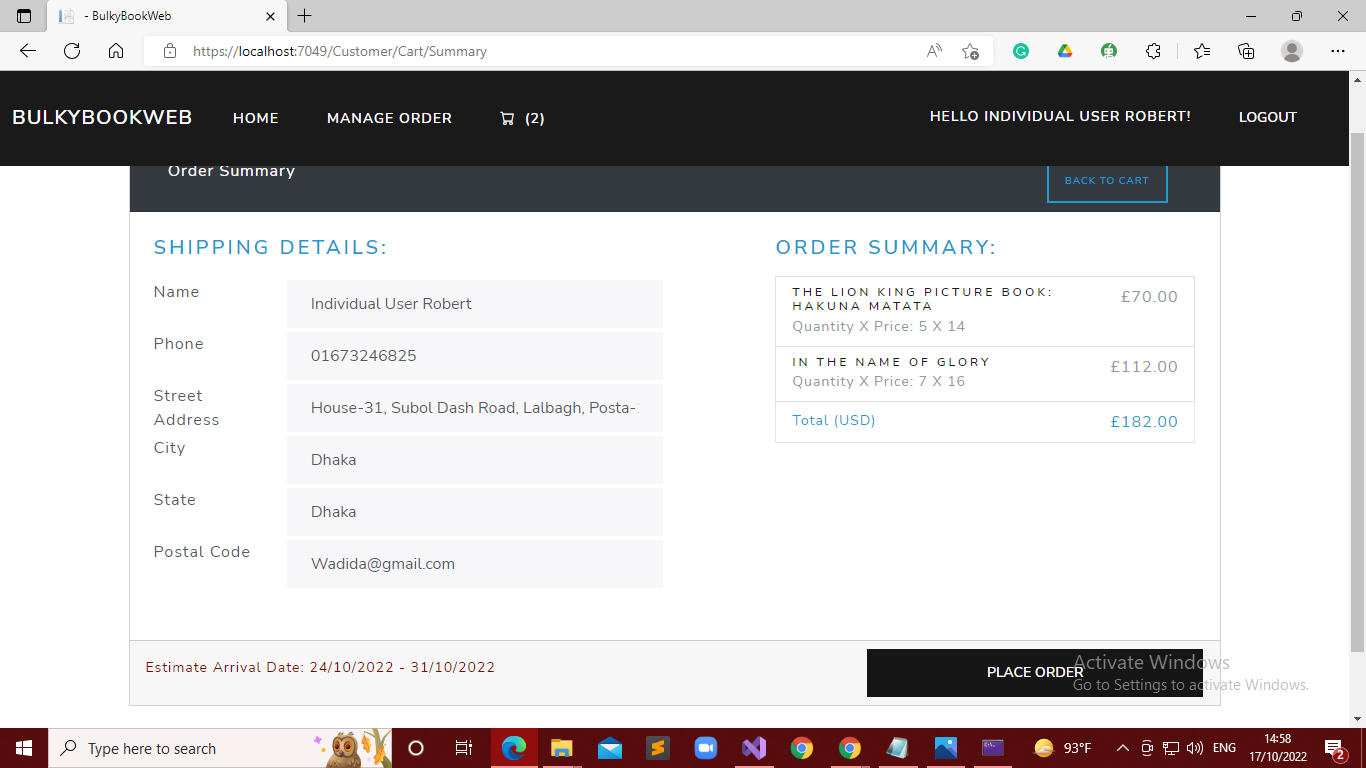 - BulkyBookWeb
https://localhost:7049/Customer/Cart/Summary
BULKYBOOKWEB
HOME
MANAGE ORDER
(2)
HELLO INDIVIDUAL USER ROBERT!
LOGOUT
Order Summary
BACK TO CART
SHIPPING DETAILS:
Name
Individual User Robert
Phone
01673246825
Street
Address
House-31, Subol Dash Road, Lalbagh, Posta-
City
Dhaka
State
Dhaka
Postal Code
Wadida@gmail.com
ORDER SUMMARY:
THE LION KING PICTURE BOOK:
HAKUNA MATATA
£70.00
Quantity X Price: 5 X 14
IN THE NAME OF GLORY
£112.00
Quantity X Price: 7 X 16
Total (USD)
£182.00
Estimate Arrival Date: 24/10/2022 - 31/10/2022
PLACE ORDER
Activate Windows
Go to Settings to activate Windows.
Type here to search
93°F
ENG
14:58
17/10/2022
2